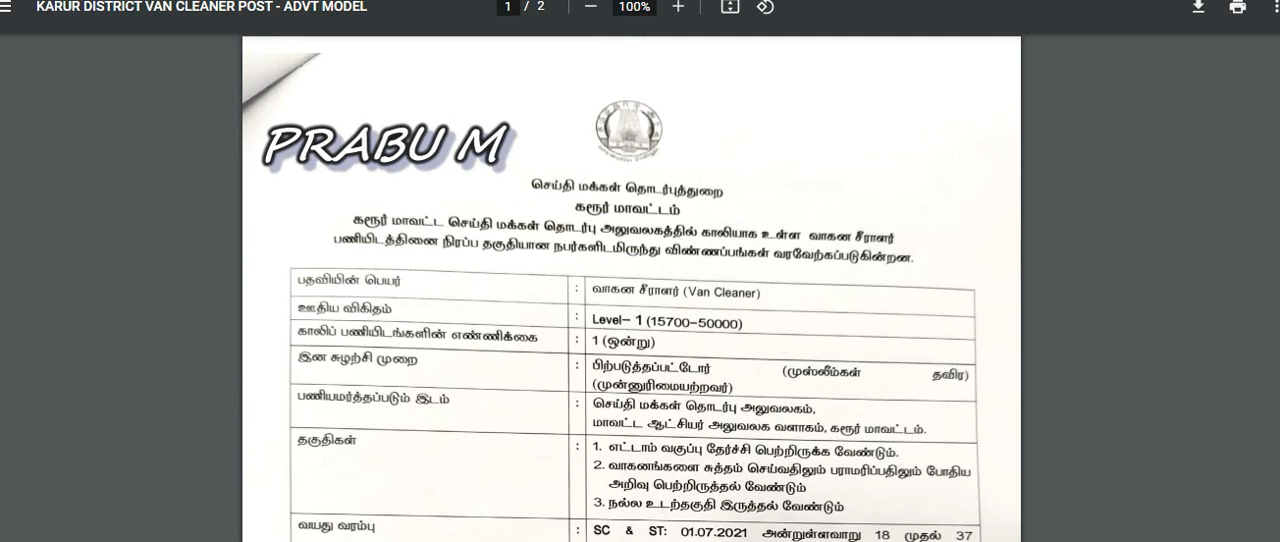 KARUR DISTRICT VAN CLEANER POST - ADVT MODEL 1 / 2 100%
PRABU M
செய்தி மக்கள் தொடர்புத்துறை
கரூர் மாவட்டம்
கரூர் மாவட்ட செய்தி மக்கள் தொடர்பு அலுவலகத்தில் காலியாக உள்ள வாகன சீராளர்
பணியிடத்தினை நிரப்ப தகுதியான நபர்களிடமிருந்து விண்ணப்பங்கள் வரவேற்கப்படுகின்றன.
பதவியின் பெயர் : வாகன சீராளர் (Van Cleaner)
ஊதிய விகிதம் : Level– 1 (15700–50000)
காலிப் பணியிடங்களின் எண்ணிக்கை : 1 (ஒன்று)
இன சுழற்சி முறை : பிற்படுத்தப்பட்டோர் (முஸ்லீம்கள் தவிர)
(முன்னுரிமையற்றவர்)
பணியமர்த்தப்படும் இடம் : செய்தி மக்கள் தொடர்பு அலுவலகம்,
மாவட்ட ஆட்சியர் அலுவலக வளாகம், கரூர் மாவட்டம்.
தகுதிகள் : 1. எட்டாம் வகுப்பு தேர்ச்சி பெற்றிருக்க வேண்டும்.
2. வாகனங்களை சுத்தம் செய்வதிலும் பராமரிப்பதிலும் போதிய
அறிவு பெற்றிருத்தல் வேண்டும்
3. நல்ல உடற்தகுதி இருத்தல் வேண்டும்
வயது வரம்பு : SC & ST: 01.07.2021 அன்றுள்ளவாறு 18 முதல் 37